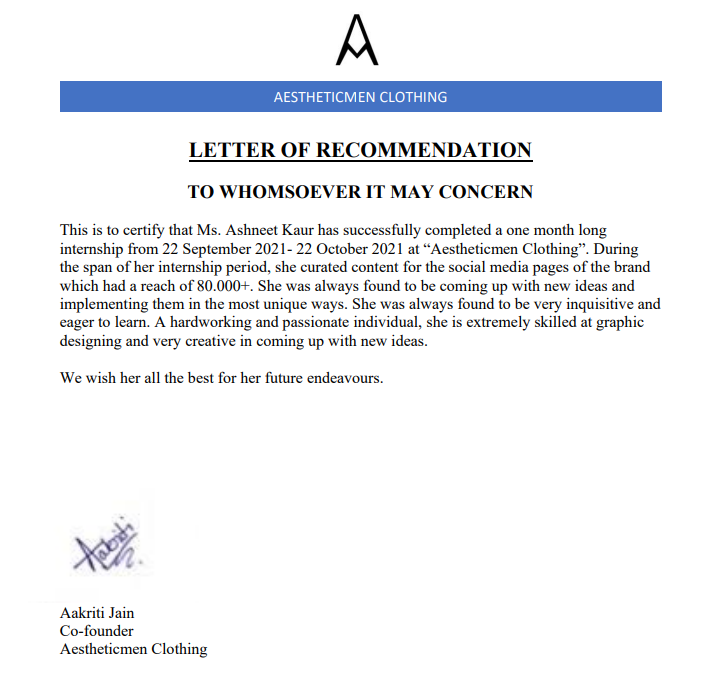 AESTHETICMEN CLOTHING
LETTER OF RECOMMENDATION
TO WHOMSOEVER IT MAY CONCERN
This is to certify that Ms. Ashneet Kaur has successfully completed a one month long
internship from 22 September 2021- 22 October 2021 at “Aestheticmen Clothing”. During
the span of her internship period, she curated content for the social media pages of the brand
which had a reach of 80.000+. She was always found to be coming up with new ideas and
implementing them in the most unique ways. She was always found to be very inquisitive and
eager to learn. A hardworking and passionate individual, she is extremely skilled at graphic
designing and very creative in coming up with new ideas.
We wish her all the best for her future endeavours.
Aakriti
Aakriti Jain
Co-founder
Aestheticmen Clothing